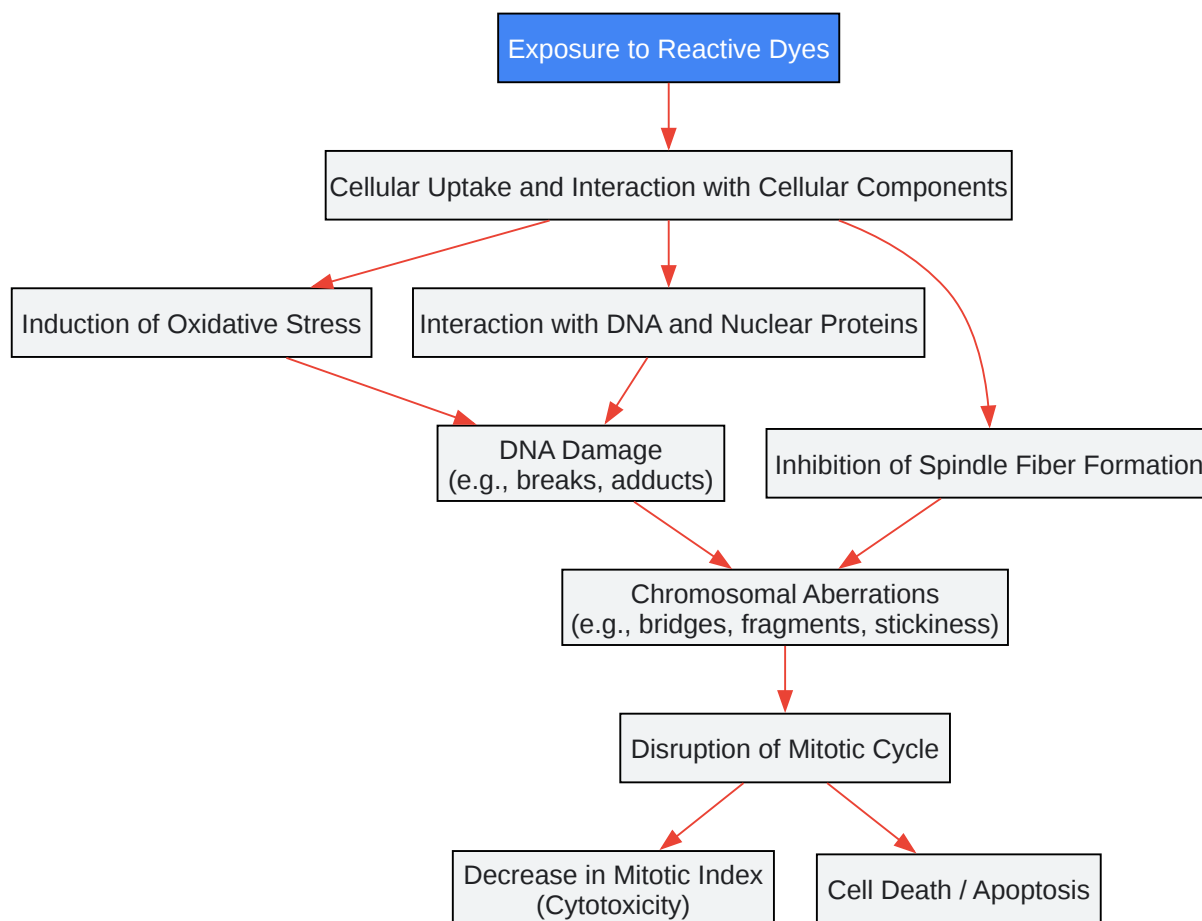 Exposure to Reactive Dyes
Cellular Uptake and Interaction with Cellular Components
Induction of Oxidative Stress
Interaction with DNA and Nuclear Proteins
DNA Damage
(e.g., breaks, adducts)
Inhibition of Spindle Fiber Formation
Chromosomal Aberrations
(e.g., bridges, fragments, stickiness)
Disruption of Mitotic Cycle
Decrease in Mitotic Index
(Cytotoxicity)
Cell Death / Apoptosis